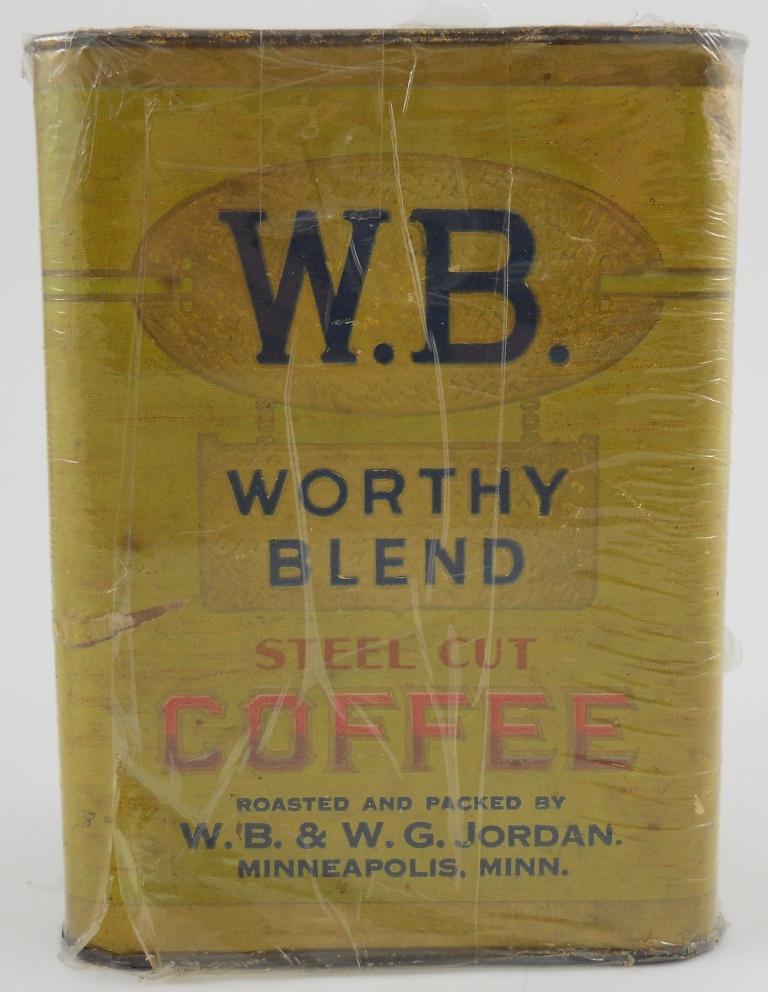 W.B.
WORTHY
BLEND
STEEL CUT
COFFEE
ROASTED AND PACKED BY
W. B. & W. G. JORDAN.
MINNEAPOLIS, MINN.